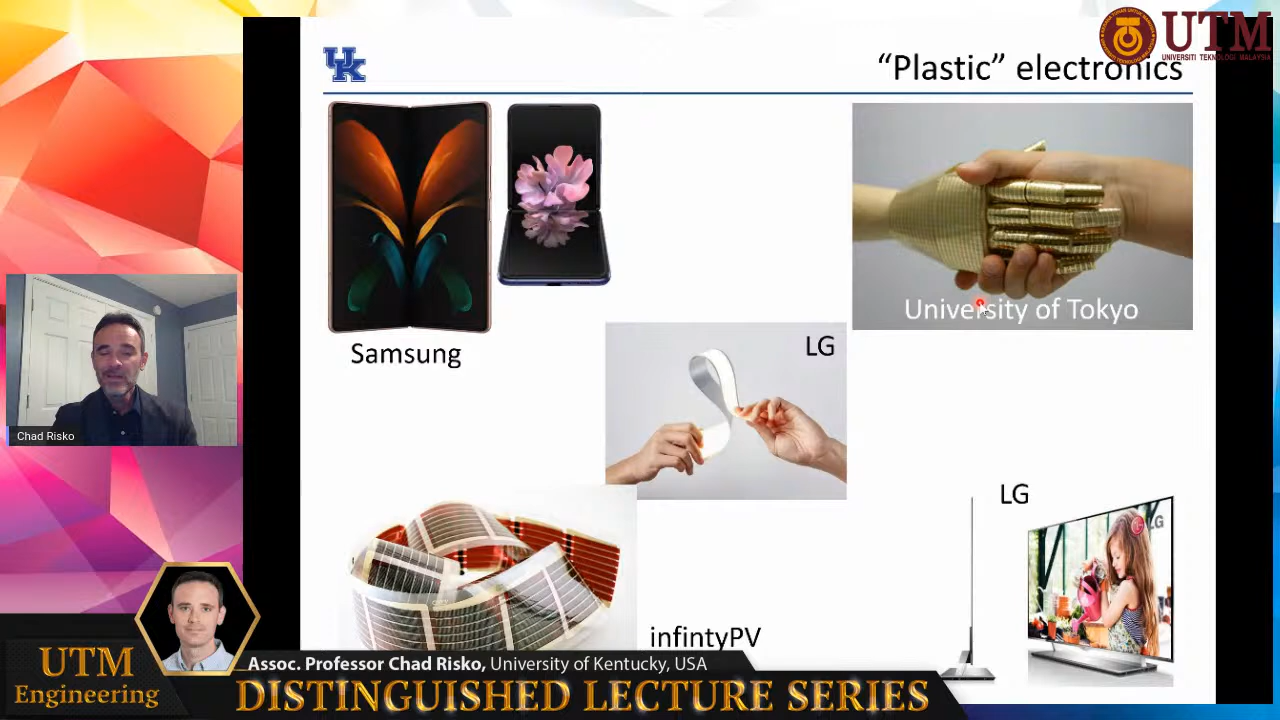 UK
"Plastic" electronics
UTM
UNIVERSITI TEKNOLOGI MALAYSIA
Samsung
University of Tokyo
LG
LG
LG
infintyPV
Chad Risko
UTM
Engineering
Assoc. Professor Chad Risko, University of Kentucky, USA
DISTINGUISHED LECTURE SERIES